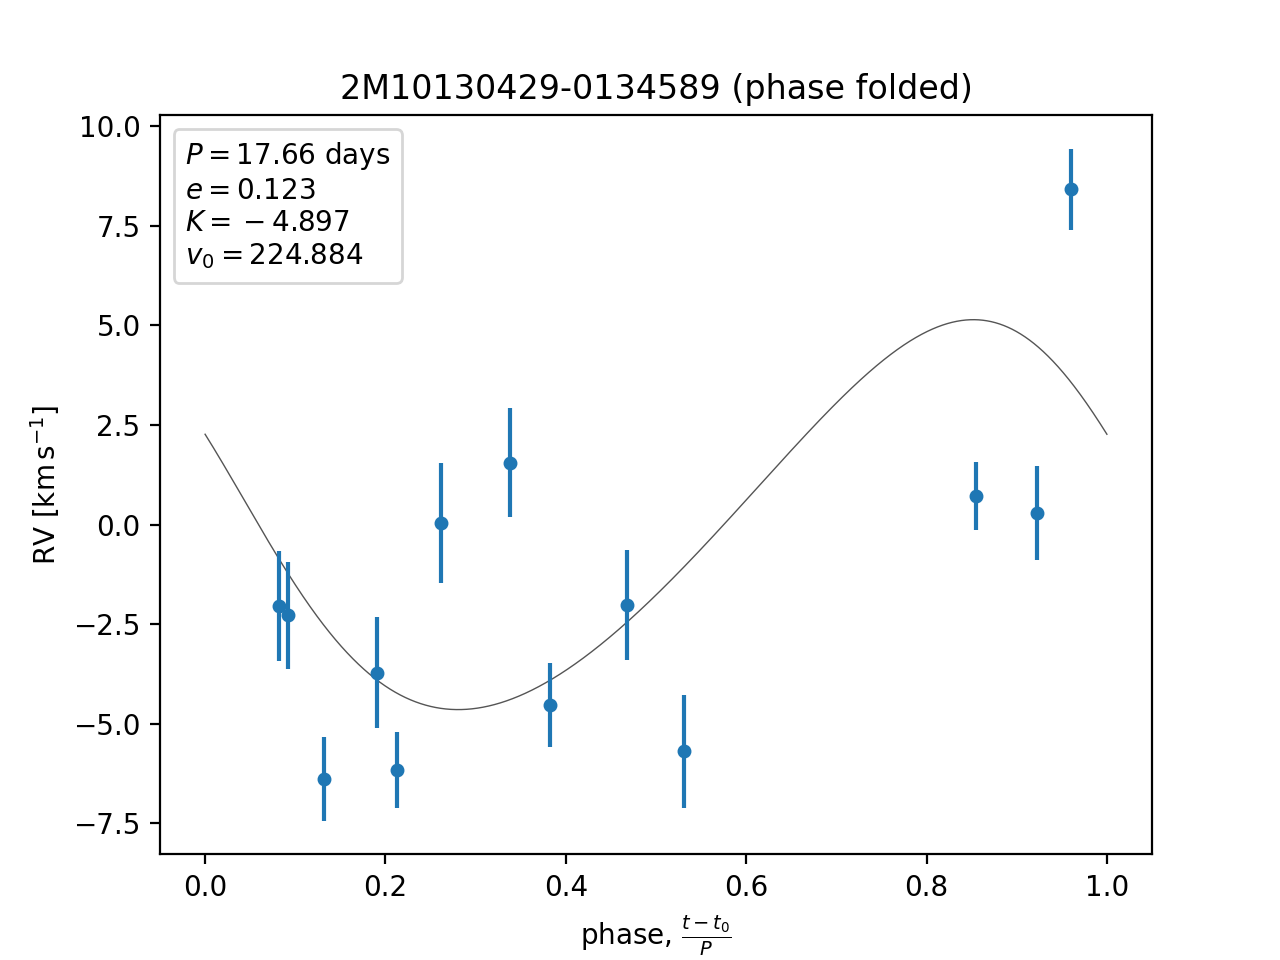 2M10130429-0134589 (phase folded)
P = 17.66 days
e = 0.123
K = −4.897
v₀ = 224.884
10.0
7.5
5.0
2.5
0.0
−2.5
−5.0
−7.5
RV [km s⁻¹]
0.0 0.2 0.4 0.6 0.8 1.0
phase, (t − t₀)/P